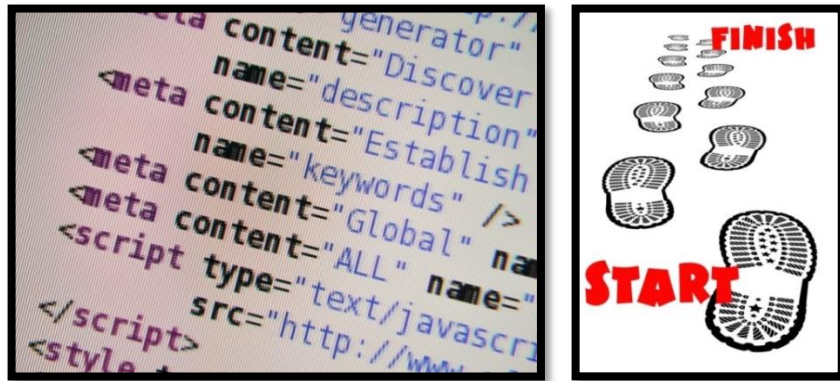 generator"
content="Discover
name="description"
<meta content="Establish
name="keywords" />
<meta content="Global"
<meta content="ALL" name="
<script type="text/javascri
src="http://www.
</script>
<style
FINISH
START